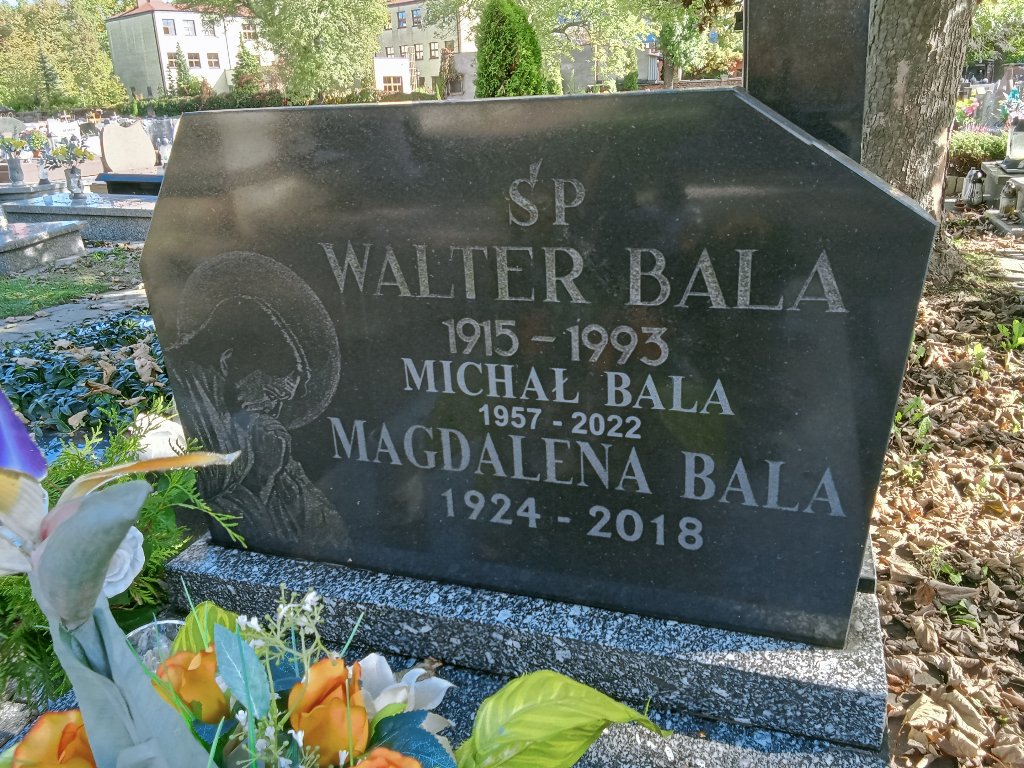 ŚP
WALTER BALA
1915 - 1993
MICHAŁ BALA
1957 - 2022
MAGDALENA BALA
1924 - 2018